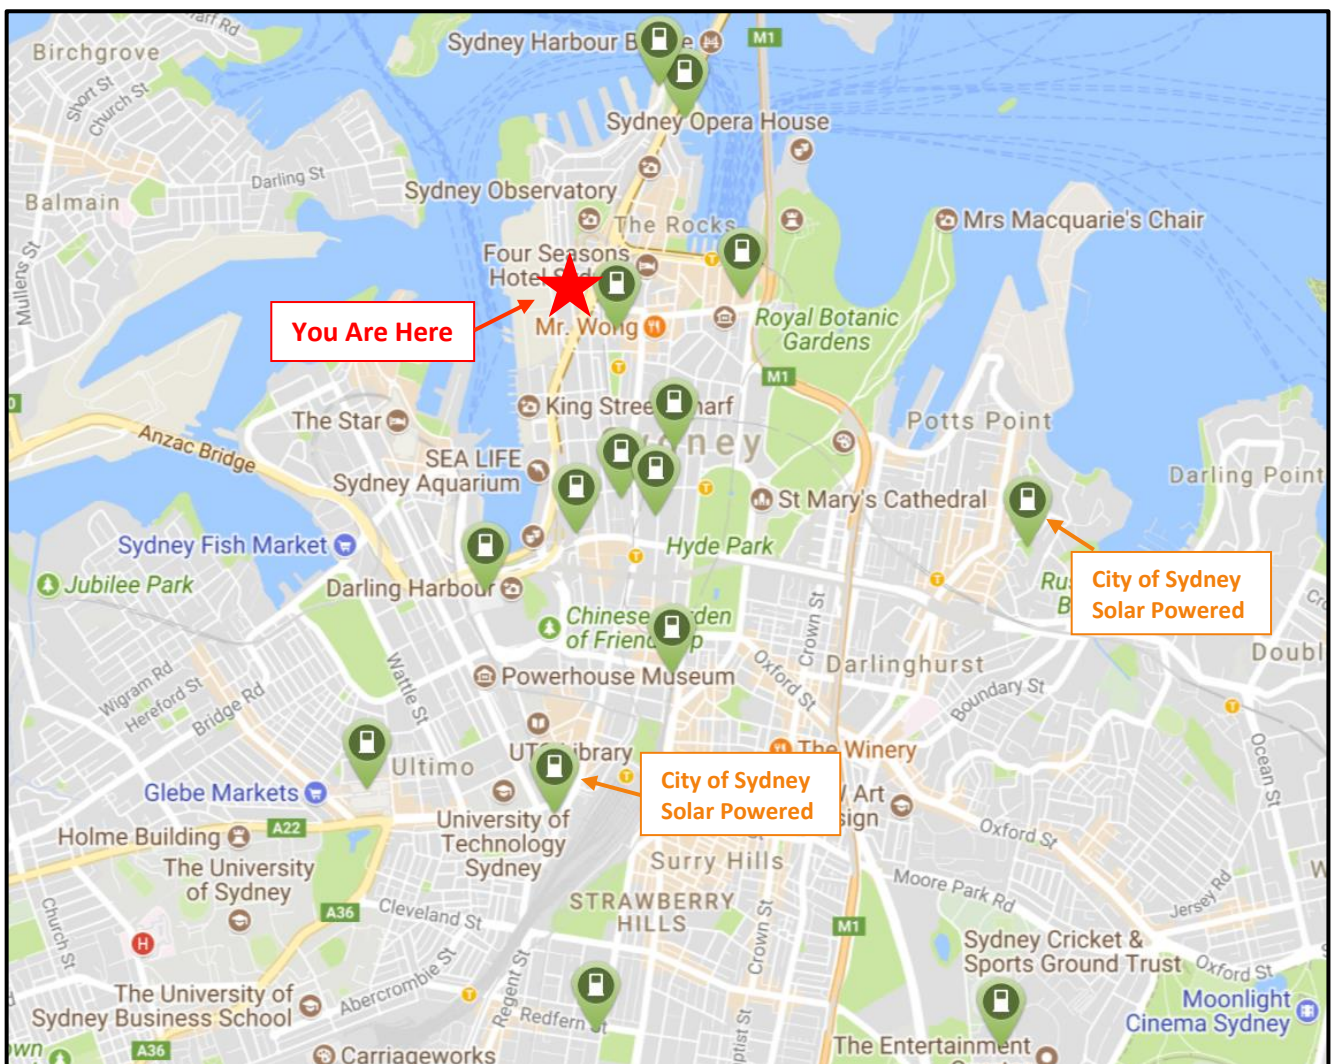 Birchgrove
Short St
Church St
Sydney Harbour B
M1
Sydney Opera House
Darling St
Balmain
Mullens St
Sydney Observatory
The Rocks
Mrs Macquarie's Chair
Four Seasons
Hotel
You Are Here
Mr. Wong
Royal Botanic
Gardens
M1
The Star
King Stree arf
Potts Point
Anzac Bridge
SEA LIFE
Sydney Aquarium
ydney
Darling Point
St Mary's Cathedral
Sydney Fish Market
Hyde Park
Jubilee Park
Darling Harbour
City of Sydney
Solar Powered
Chinese rden
of Friend p
Crown St
Doubl
Wigram Rd
Hereford St
Bridge Rd
Wattle St
Powerhouse Museum
Oxford St
Darlinghurst
Boundary St
Ocean St
UTS Library
The Winery
Ultimo
City of Sydney
Solar Powered
Glebe Markets
Art
sign
A22
Holme Building
University of
Technology
Sydney
Oxford St
The University
of Sydney
Surry Hills
Moore Park Rd
Jersey Rd
STRAWBERRY
HILLS
A36
Cleveland St
Church St
Crown St
M1
H
Sydney Cricket &
Sports Ground Trust
Oxford St
The University of
Sydney Business School
Abercrombie St
Regent St
Redfern St
Moonlight
Cinema Sydney
ptist St
The Entertainment
own
A36
Carriageworks